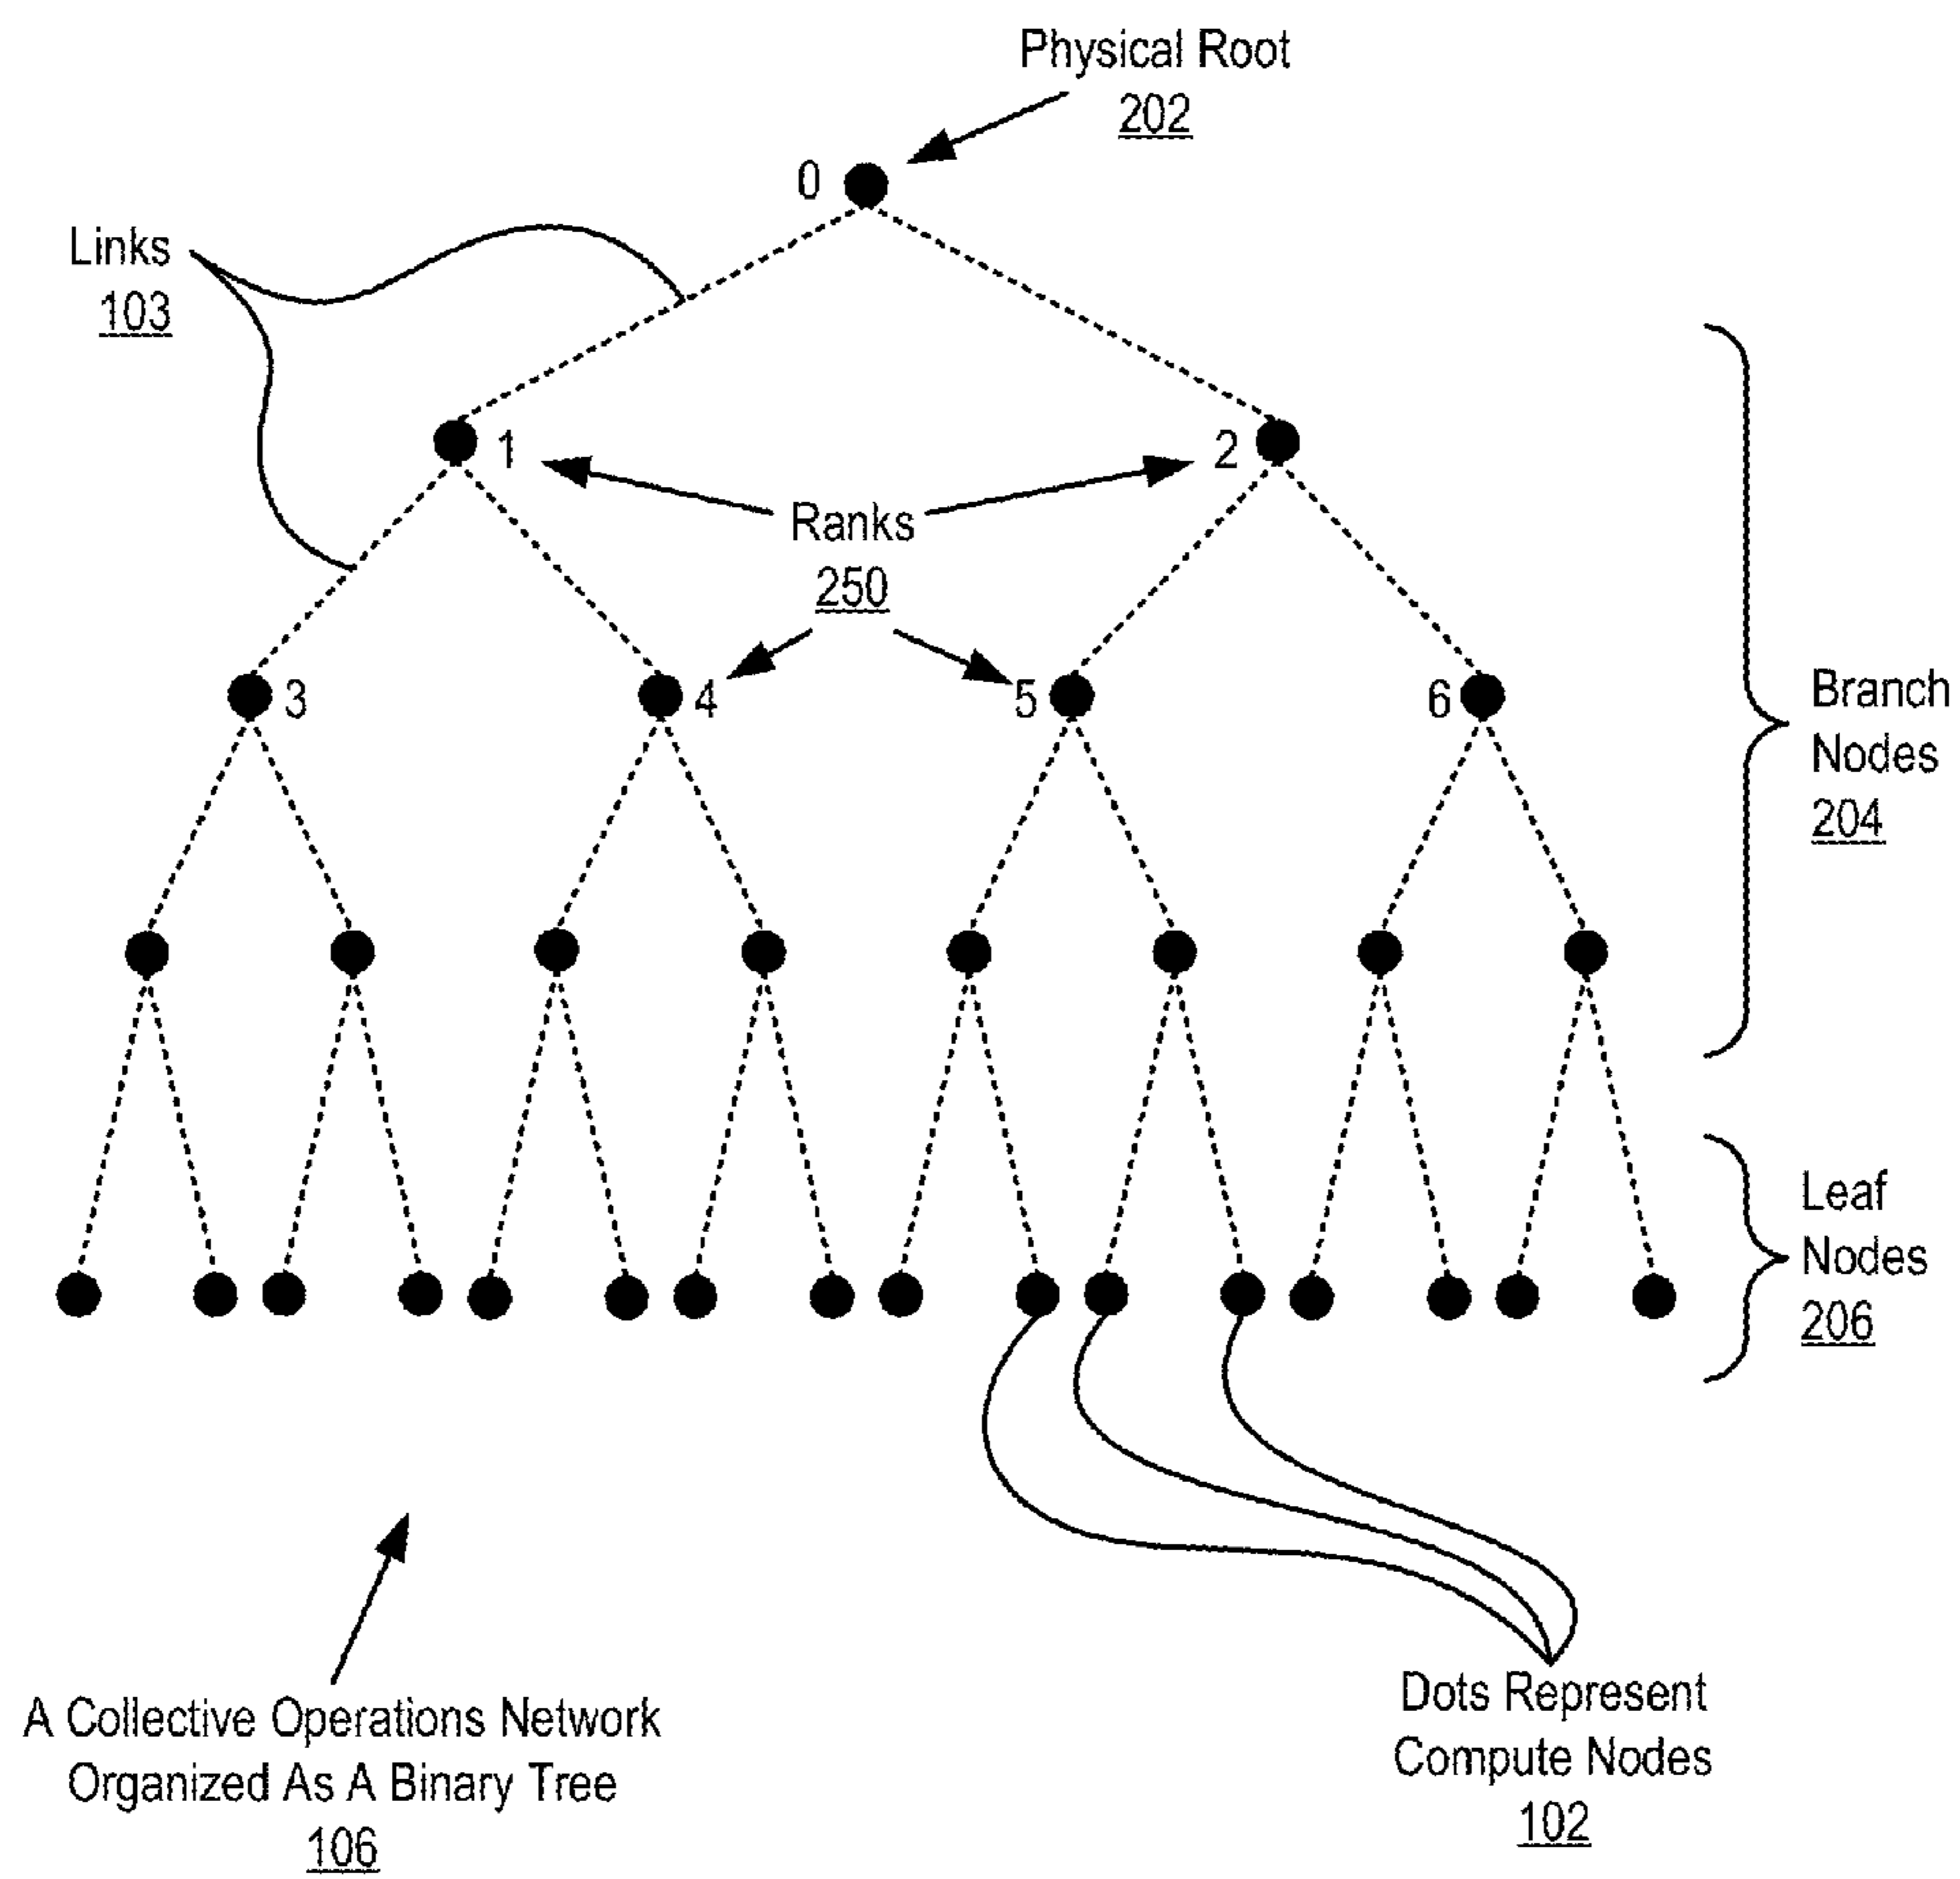 Physical Root
202
0
Links
103
1
2
Ranks
250
3
4
5
6
Branch
Nodes
204
Leaf
Nodes
206
A Collective Operations Network
Organized As A Binary Tree
106
Dots Represent
Compute Nodes
102